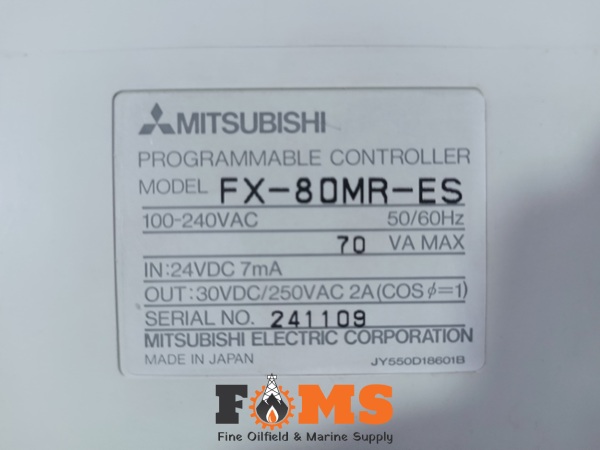 MITSUBISHI
PROGRAMMABLE CONTROLLER
MODEL FX-80MR-ES
100-240VAC 50/60Hz
70 VA MAX
IN:24VDC 7mA
OUT:30VDC/250VAC 2A(COSφ=1)
SERIAL NO. 241109
MITSUBISHI ELECTRIC CORPORATION
MADE IN JAPAN JY550D18601B
FOMS
Fine Oilfield & Marine Supply